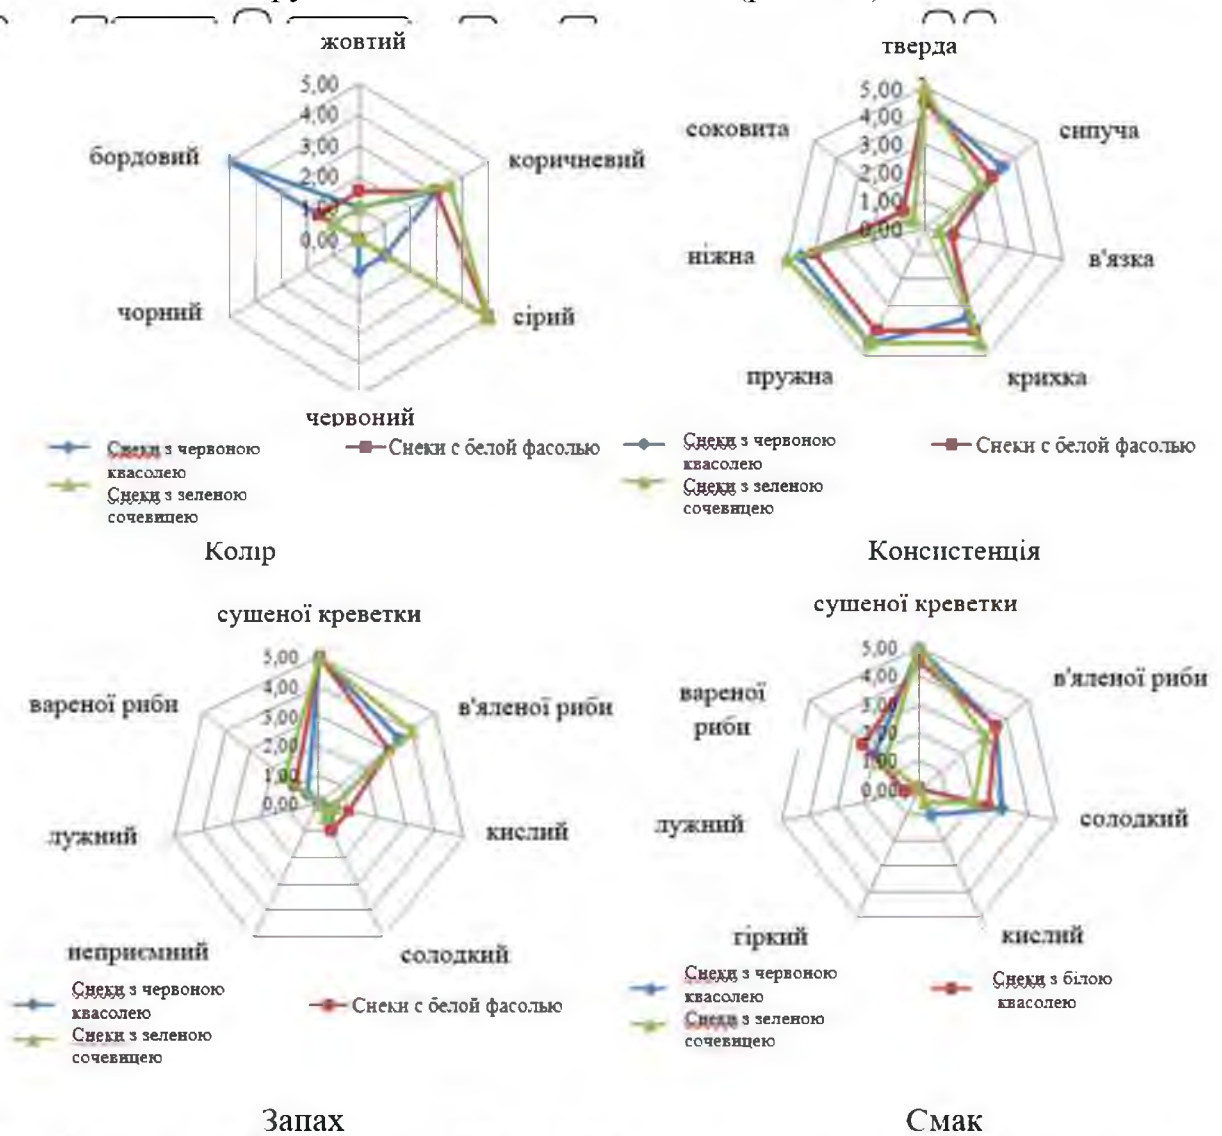 жовтий
5,00
4,00
3,00
2,00
1,00
0,00
бордовий
коричневий
чорний
сірий
червоний
Снеки з червоною
квасолею
Снеки с белой фасолью
Снеки з зеленою
сочевицею
Колір
тверда
5,00
4,00
3,00
2,00
1,00
0,00
соковита
сипуча
ніжна
в'язка
пружна
крихка
Снеки з червоною
квасолею
Снеки с белой фасолью
Снеки з зеленою
сочевицею
Консистенція
сушеної креветки
5,00
4,00
3,00
2,00
1,00
0,00
вареної риби
в'яленої риби
лужний
кислий
неприємний
солодкий
Снеки з червоною
квасолею
Снеки с белой фасолью
Снеки з зеленою
сочевицею
Запах
сушеної креветки
5,00
4,00
3,00
2,00
1,00
0,00
вареної
риби
в'яленої риби
лужний
солодкий
гіркий
кислий
Снеки з червоною
квасолею
Снеки з білою
квасолею
Снеки з зеленою
сочевицею
Смак